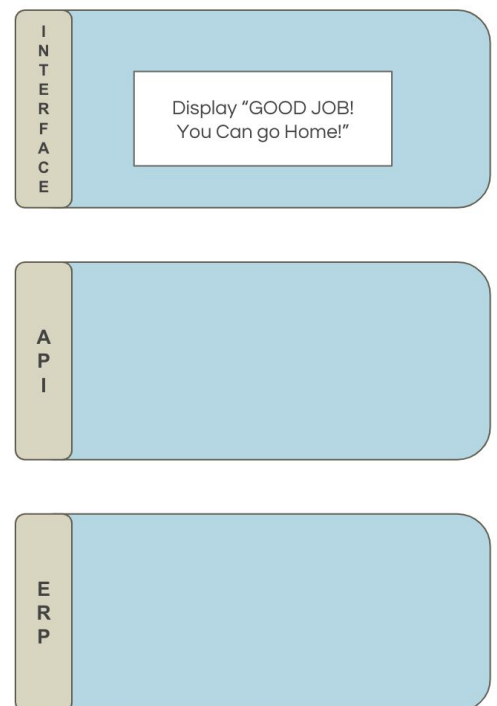 INTERFACE
Display “GOOD JOB!
You Can go Home!”
API
ERP